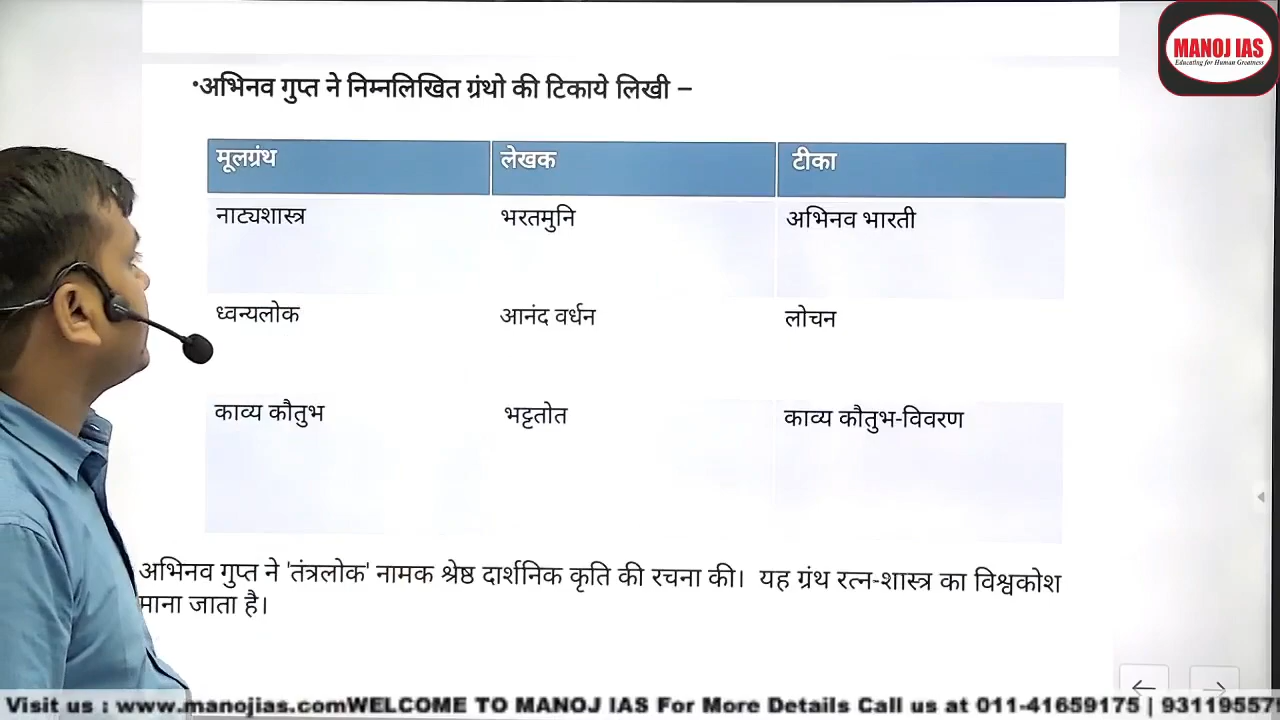 MANOJ IAS
Educating for Human Greatness
•अभिनव गुप्त ने निम्नलिखित ग्रंथो की टिकाये लिखी –
मूलग्रंथ लेखक टीका
नाट्यशास्त्र भरतमुनि अभिनव भारती
ध्वन्यलोक आनंद वर्धन लोचन
काव्य कौतुभ भट्टतोत काव्य कौतुभ-विवरण
अभिनव गुप्त ने 'तंत्रलोक' नामक श्रेष्ठ दार्शनिक कृति की रचना की। यह ग्रंथ रत्न-शास्त्र का विश्वकोश
माना जाता है।
Visit us : www.manojias.comWELCOME TO MANOJ IAS For More Details Call us at 011-41659175 |